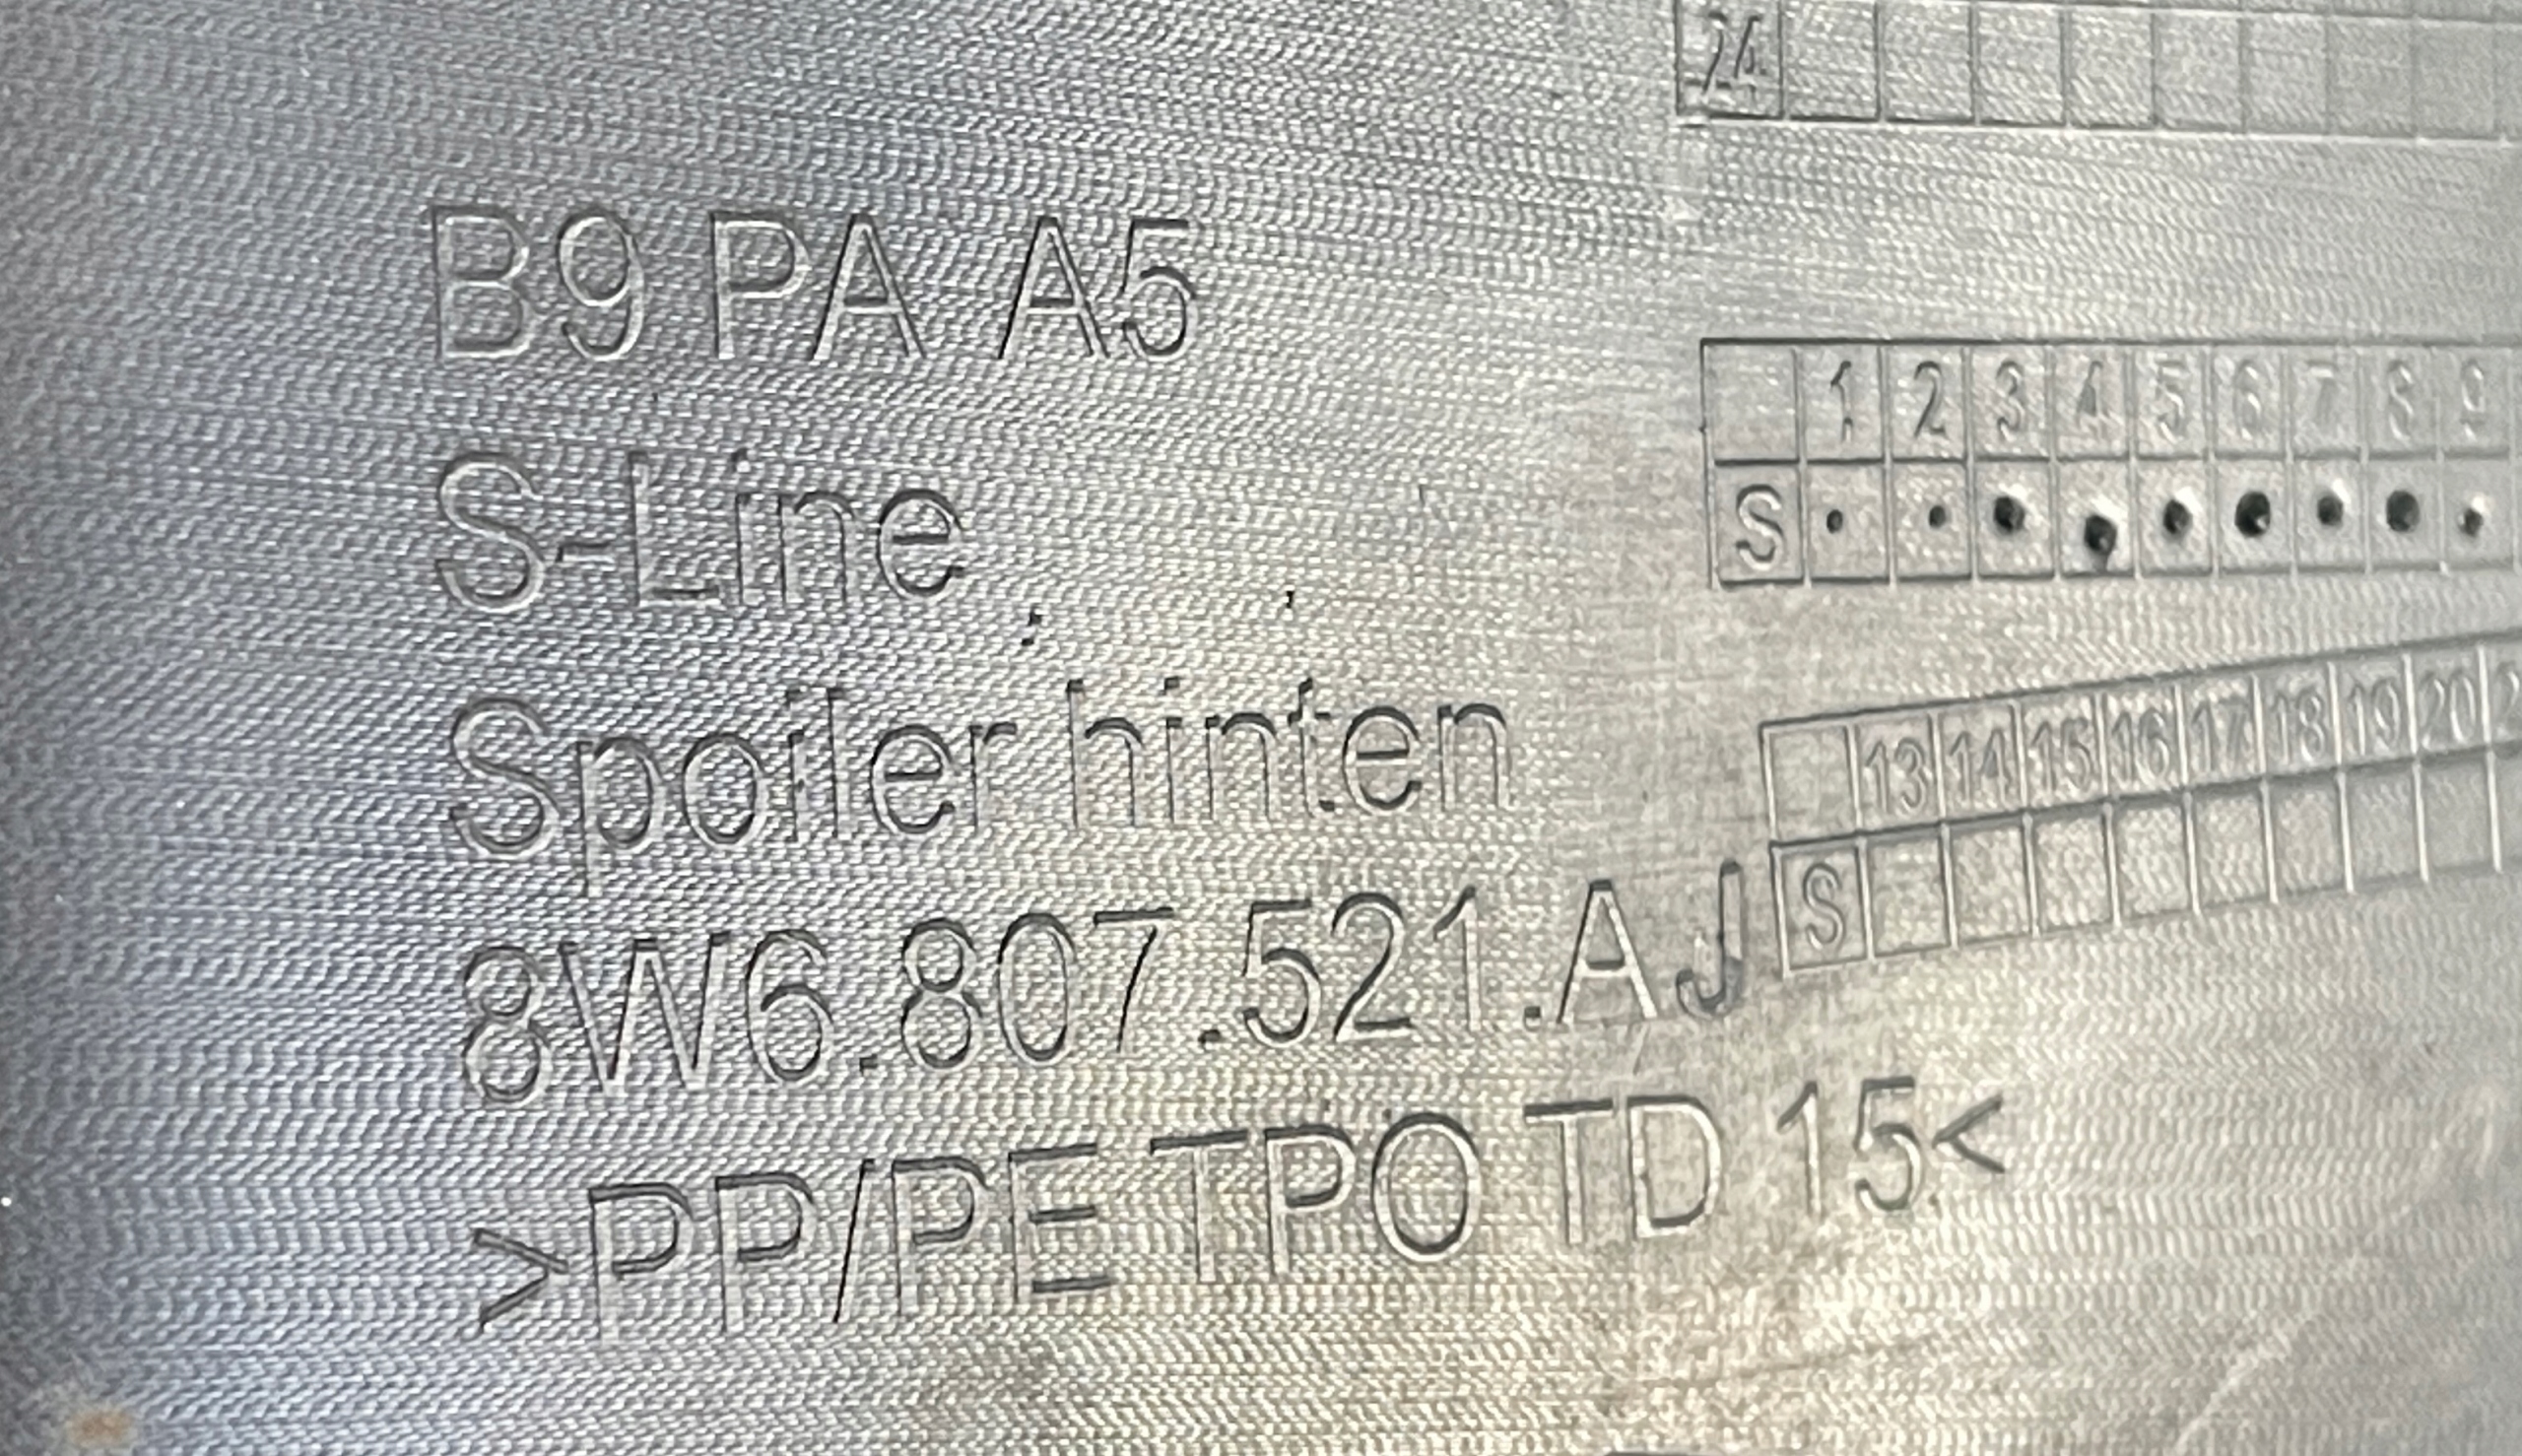 24
B9 PA A5
1 2 3 4 5 6 7 8 9
S-Line
S
Spoiler hinten
13 14 15 16 17 18 19 20
8W6.807.521.AJ
S
>PP/PE TPO TD 15<